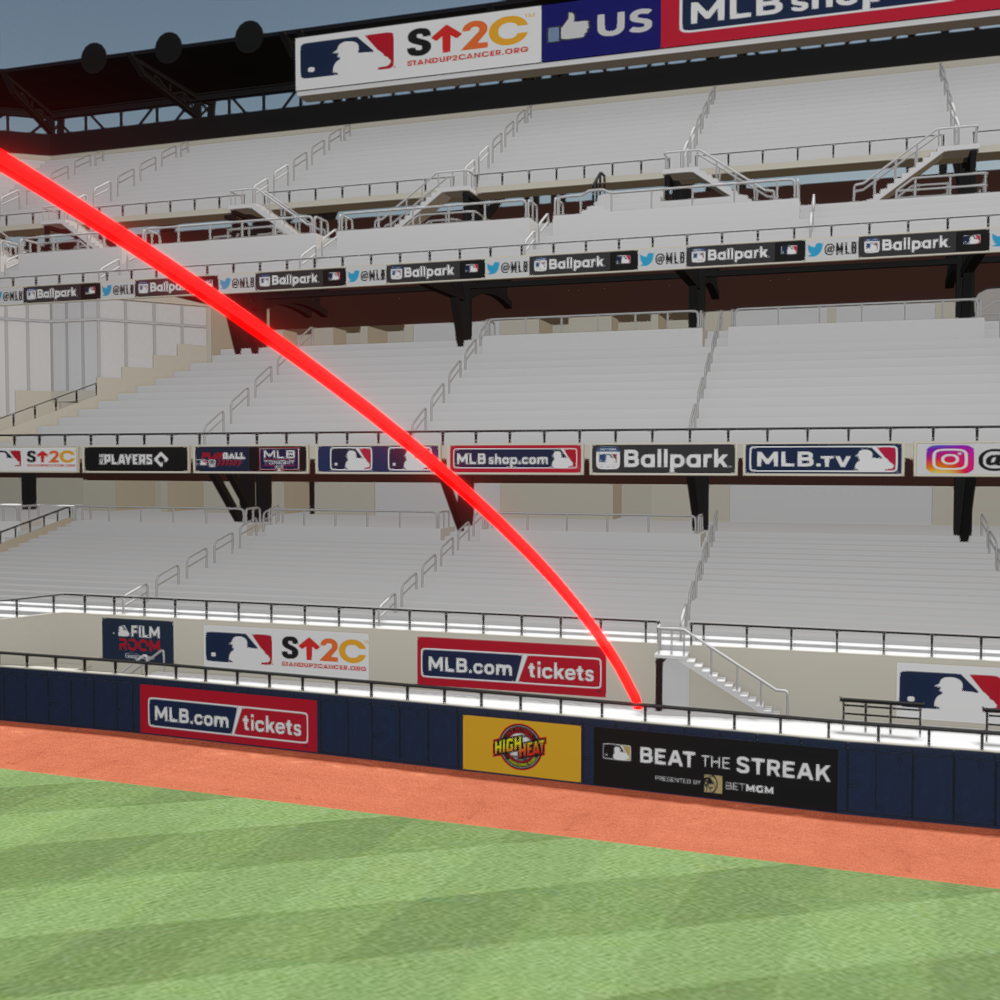 S↑2C
STANDUP2CANCER.ORG
US
MLB shop
@MLB
Ballpark
@MLB
Ballpark
@MLB
Ballpark
@MLB
Ballpark
@MLB
Ballpark
@MLB
Ballpark
@MLB
Ballpark
S↑2C
PLAYERS
PLAY BALL
MLB
MLBshop.com
Ballpark
MLB.TV
@
FILM
ROOM
S↑2C
STANDUP2CANCER.ORG
MLB.com/tickets
MLB.com/tickets
HIGH HEAT
BEAT THE STREAK
PRESENTED BY BETMGM